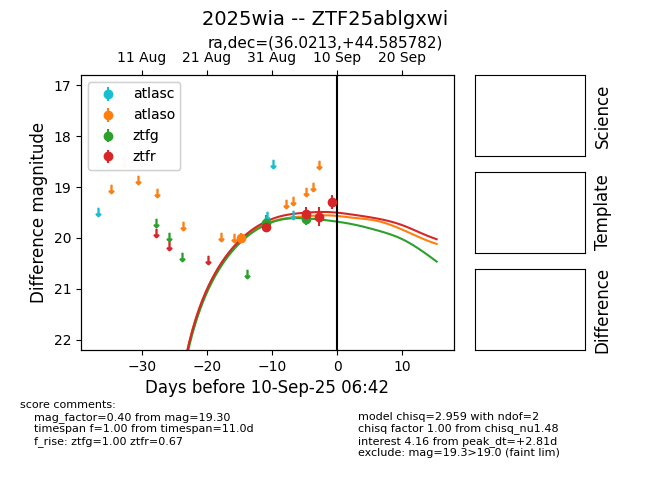 2025wia -- ZTF25ablgxwi
ra,dec=(36.0213,+44.585782)
11 Aug 21 Aug 31 Aug 10 Sep 20 Sep
atlasc
atlaso
ztfg
ztfr
17
18
19
20
21
22
Difference magnitude
−30 −20 −10 0 10
Days before 10-Sep-25 06:42
Science
Template
Difference
score comments:
mag_factor=0.40 from mag=19.30
timespan f=1.00 from timespan=11.0d
f_rise: ztfg=1.00 ztfr=0.67
model chisq=2.959 with ndof=2
chisq factor 1.00 from chisq_nu1.48
interest 4.16 from peak_dt=+2.81d
exclude: mag=19.3>19.0 (faint lim)